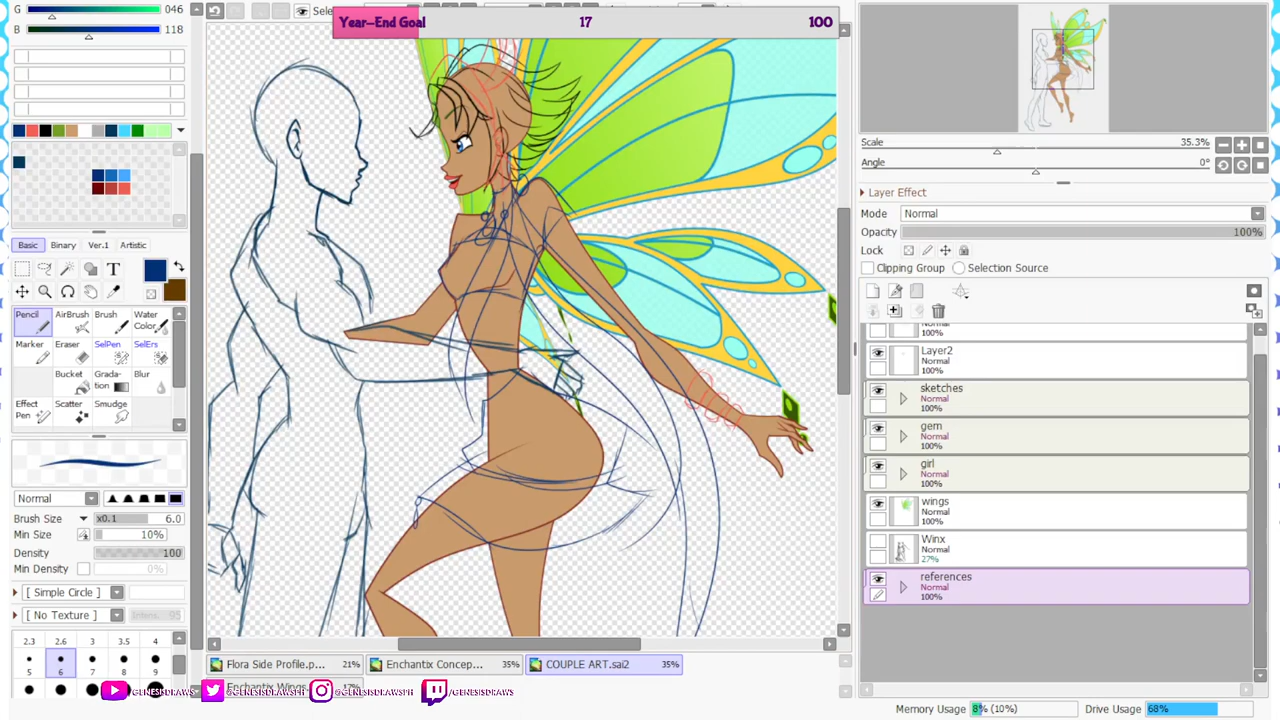 G 046
B 118
Selec
Year-End Goal 17 100
Scale 35.3%
Angle 0°
Layer Effect
Mode Normal
Opacity 100%
Lock
Clipping Group Selection Source
Basic Binary Ver.1 Artistic
T
Pencil AirBrush Brush Water Color
Marker Eraser SelPen SelErs
Bucket Grada-tion Blur
Effect Pen Scatter Smudge
Normal
Brush Size x0.1 6.0
Min Size 10%
Density 100
Min Density 0%
[ Simple Circle ]
[ No Texture ] Intens. 95
2.3 2.6 3 3.5 4
5 6 7 8 9
Normal
100%
Layer2
Normal
100%
sketches
Normal
100%
gem
Normal
100%
girl
Normal
100%
wings
Normal
100%
Winx
Normal
27%
references
Normal
100%
Flora Side Profile.p... 21% Enchantix Concep... 35% COUPLE ART.sai2 35%
Enchantix Wings 17%
@GENESISDRAWS @GENESISDRAWSPH @GENESISDRAWSPH /GENESISDRAWS
Memory Usage 8% (10%) Drive Usage 68%